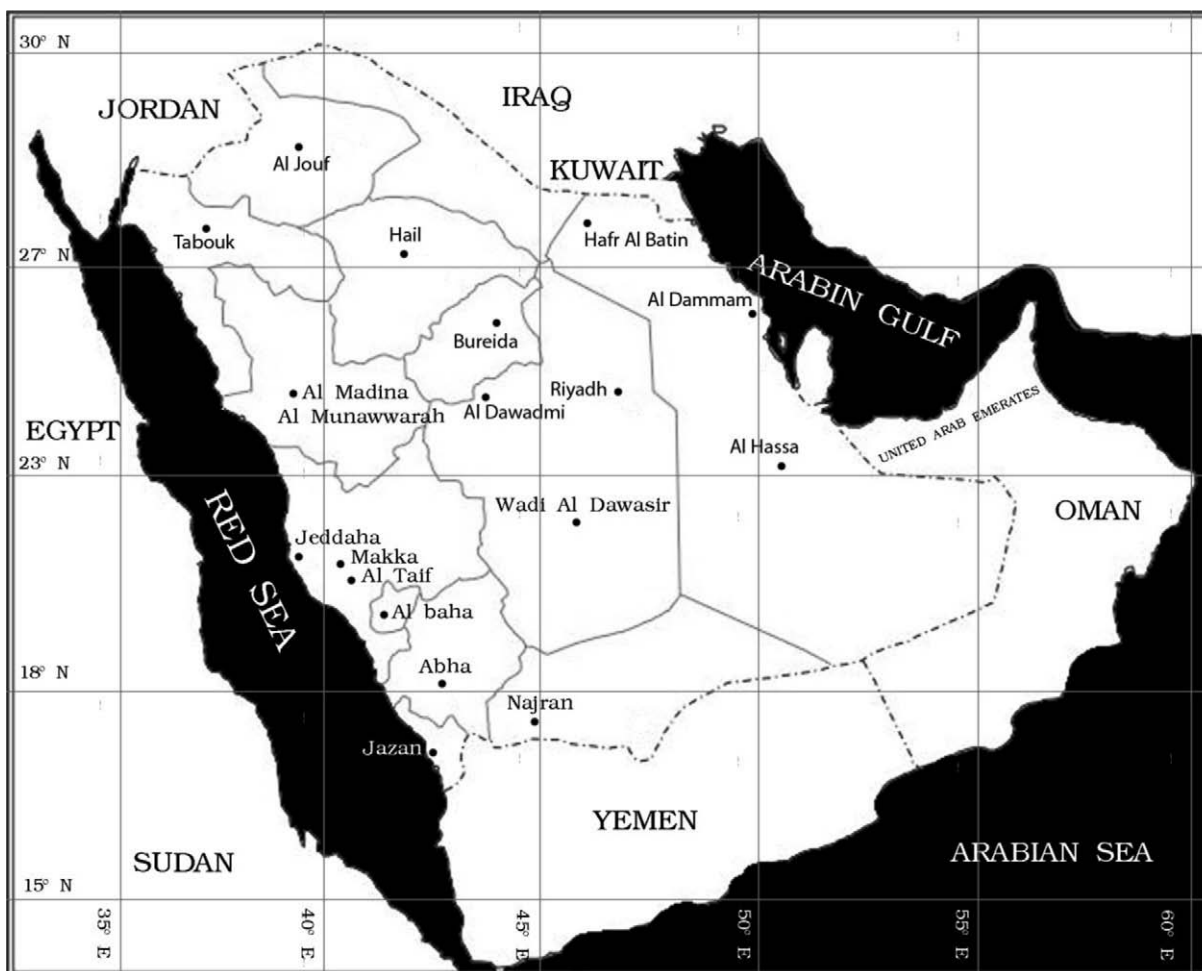 30° N
IRAQ
JORDAN
Al Jouf
KUWAIT
Tabouk
Hail
Hafr Al Batin
27° N
ARABIN GULF
Al Dammam
Bureida
Al Madina
Al Munawwarah
Al Dawadmi
Riyadh
EGYPT
UNITED ARAB EMERATES
Al Hassa
23° N
Wadi Al Dawasir
OMAN
RED SEA
Jeddaha
Makka
Al Taif
Al baha
Abha
18° N
Najran
Jazan
YEMEN
SUDAN
ARABIAN SEA
15° N
35° E
40° E
45° E
50° E
55° E
60° E